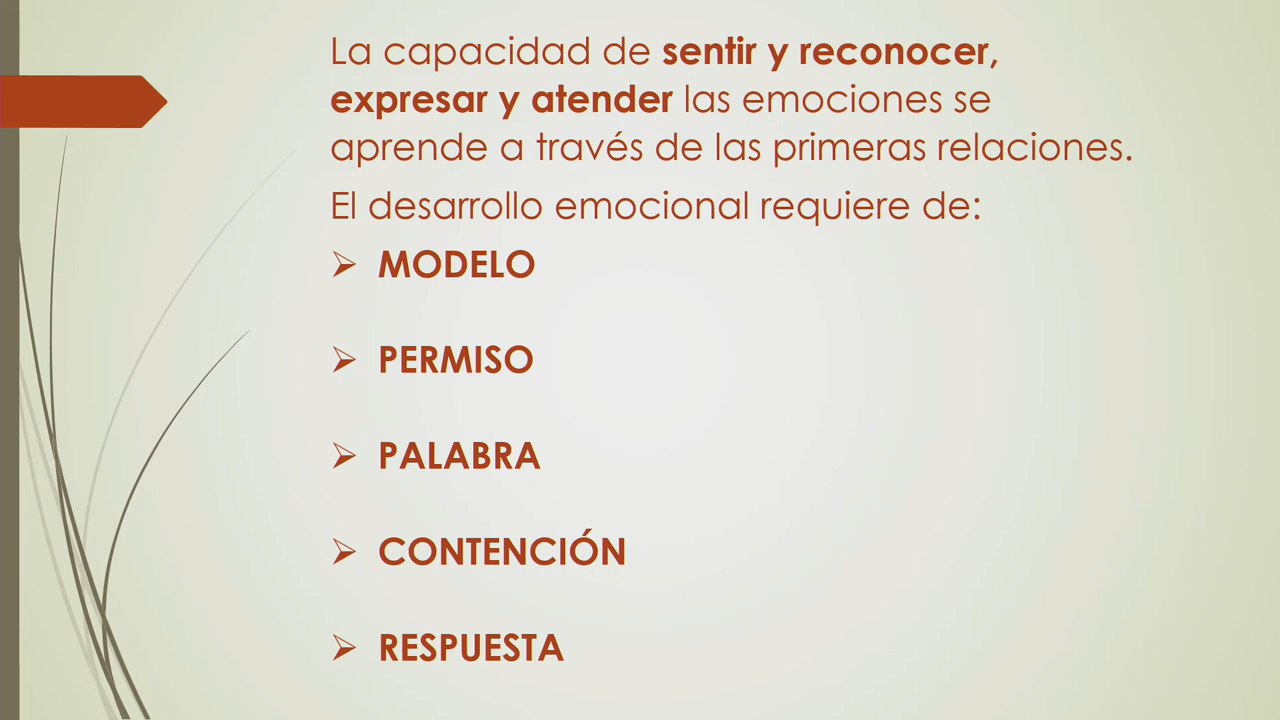 La capacidad de sentir y reconocer,
expresar y atender las emociones se
aprende a través de las primeras relaciones.
El desarrollo emocional requiere de:
➢ MODELO
➢ PERMISO
➢ PALABRA
➢ CONTENCIÓN
➢ RESPUESTA